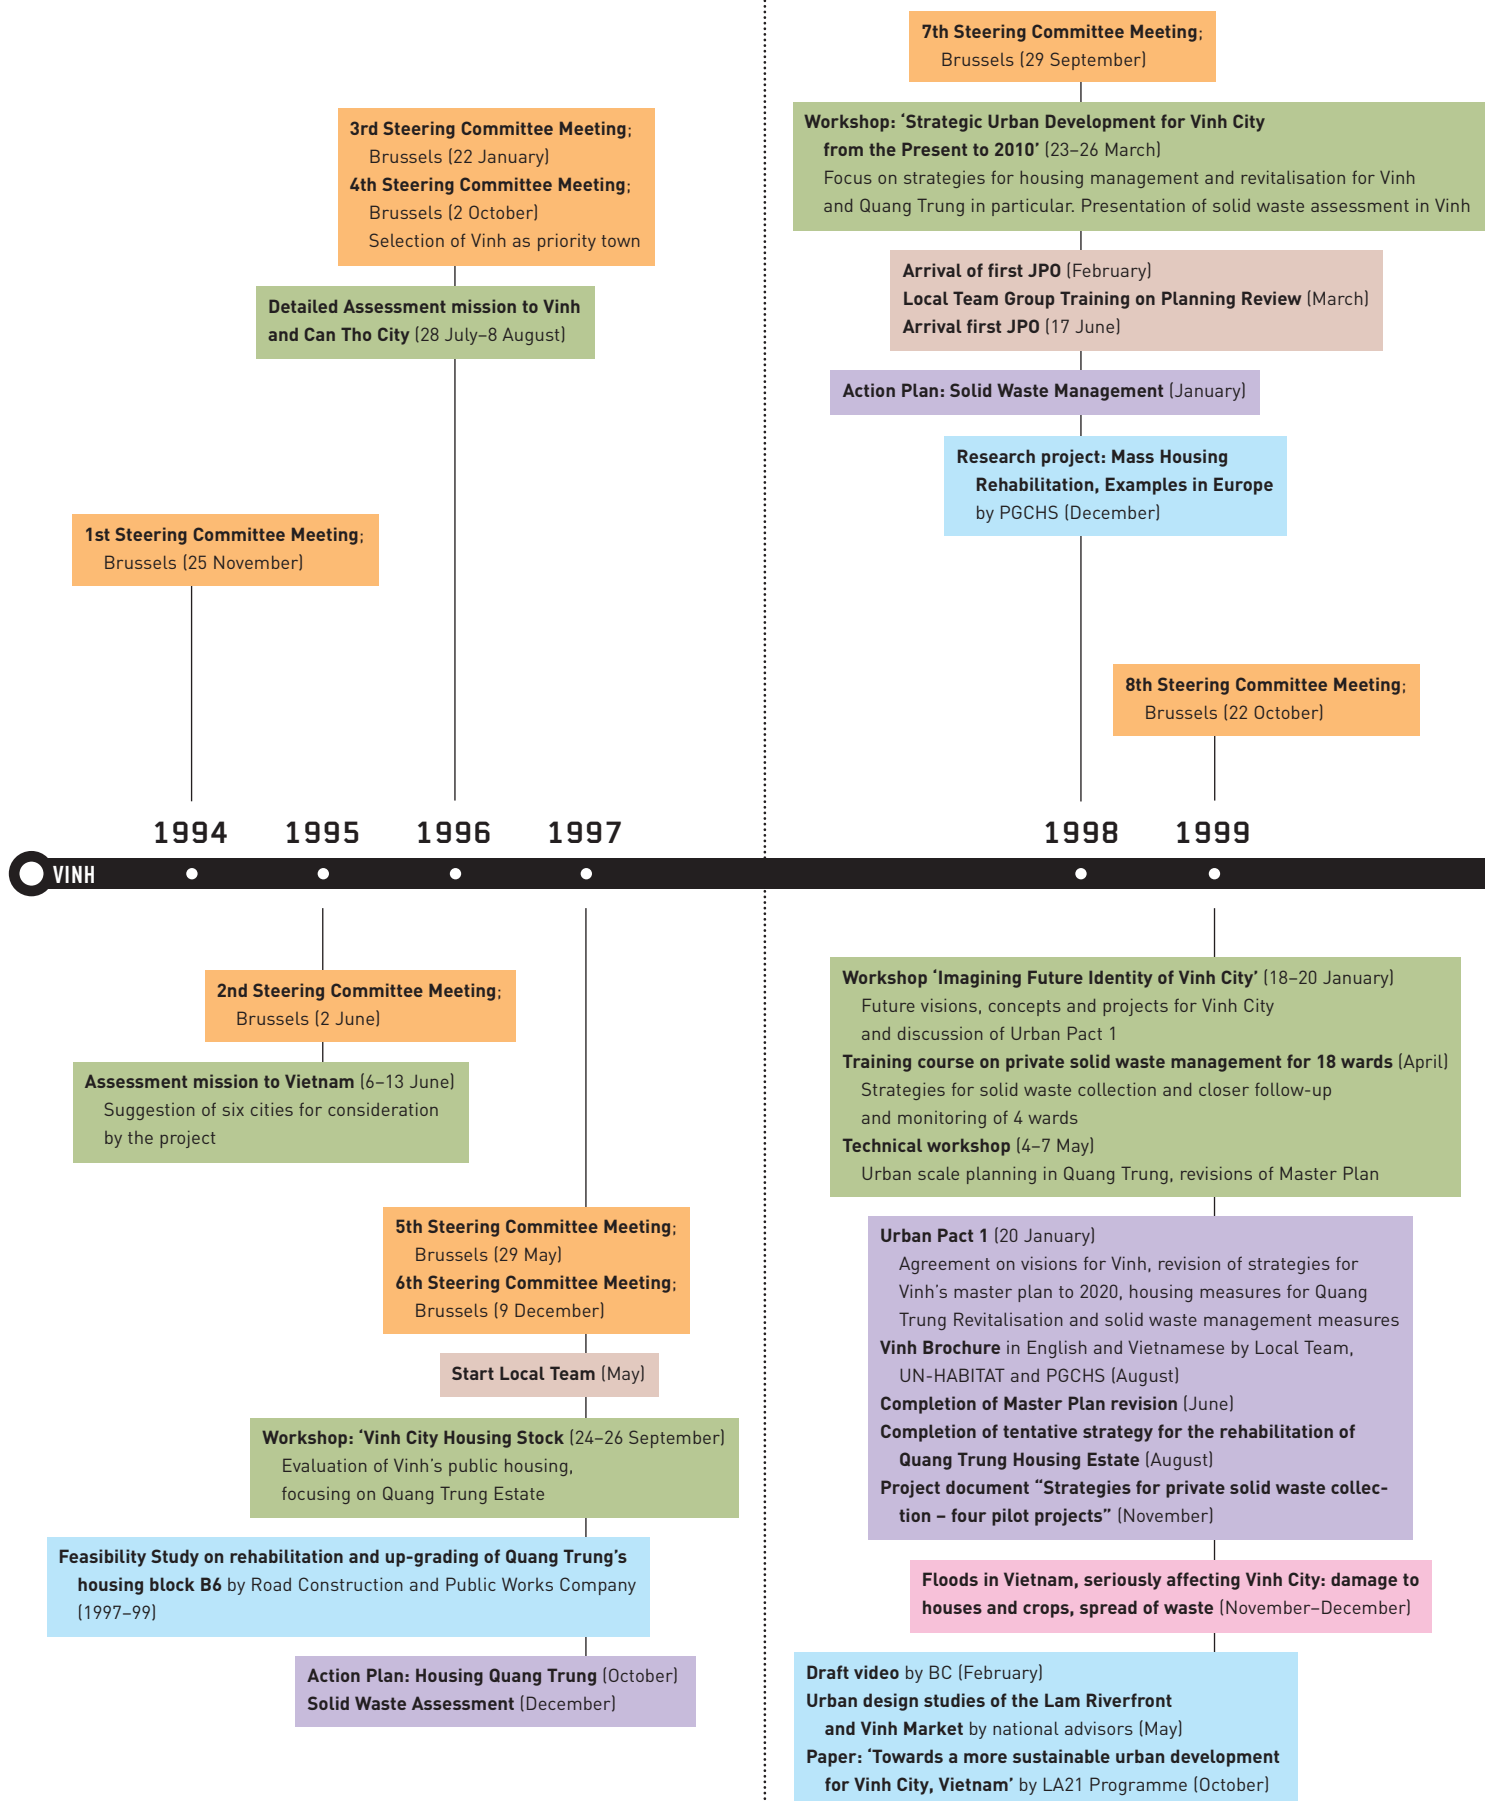 3rd Steering Committee Meeting;
Brussels (22 January)
4th Steering Committee Meeting;
Brussels (2 October)
Selection of Vinh as priority town
Detailed Assessment mission to Vinh
and Can Tho City (28 July–8 August)
1st Steering Committee Meeting;
Brussels (25 November)
7th Steering Committee Meeting;
Brussels (29 September)
Workshop: ‘Strategic Urban Development for Vinh City
from the Present to 2010’ (23–26 March)
Focus on strategies for housing management and revitalisation for Vinh
and Quang Trung in particular. Presentation of solid waste assessment in Vinh
Arrival of first JPO (February)
Local Team Group Training on Planning Review (March)
Arrival first JPO (17 June)
Action Plan: Solid Waste Management (January)
Research project: Mass Housing
Rehabilitation, Examples in Europe
by PGCHS (December)
8th Steering Committee Meeting;
Brussels (22 October)
1994 1995 1996 1997 1998 1999
VINH
2nd Steering Committee Meeting;
Brussels (2 June)
Assessment mission to Vietnam (6–13 June)
Suggestion of six cities for consideration
by the project
5th Steering Committee Meeting;
Brussels (29 May)
6th Steering Committee Meeting;
Brussels (9 December)
Start Local Team (May)
Workshop: ‘Vinh City Housing Stock (24–26 September)
Evaluation of Vinh’s public housing,
focusing on Quang Trung Estate
Feasibility Study on rehabilitation and up-grading of Quang Trung’s
housing block B6 by Road Construction and Public Works Company
(1997–99)
Action Plan: Housing Quang Trung (October)
Solid Waste Assessment (December)
Workshop ‘Imagining Future Identity of Vinh City’ (18–20 January)
Future visions, concepts and projects for Vinh City
and discussion of Urban Pact 1
Training course on private solid waste management for 18 wards (April)
Strategies for solid waste collection and closer follow-up
and monitoring of 4 wards
Technical workshop (4–7 May)
Urban scale planning in Quang Trung, revisions of Master Plan
Urban Pact 1 (20 January)
Agreement on visions for Vinh, revision of strategies for
Vinh’s master plan to 2020, housing measures for Quang
Trung Revitalisation and solid waste management measures
Vinh Brochure in English and Vietnamese by Local Team,
UN-HABITAT and PGCHS (August)
Completion of Master Plan revision (June)
Completion of tentative strategy for the rehabilitation of
Quang Trung Housing Estate (August)
Project document “Strategies for private solid waste collec-
tion – four pilot projects” (November)
Floods in Vietnam, seriously affecting Vinh City: damage to
houses and crops, spread of waste (November–December)
Draft video by BC (February)
Urban design studies of the Lam Riverfront
and Vinh Market by national advisors (May)
Paper: ‘Towards a more sustainable urban development
for Vinh City, Vietnam’ by LA21 Programme (October)